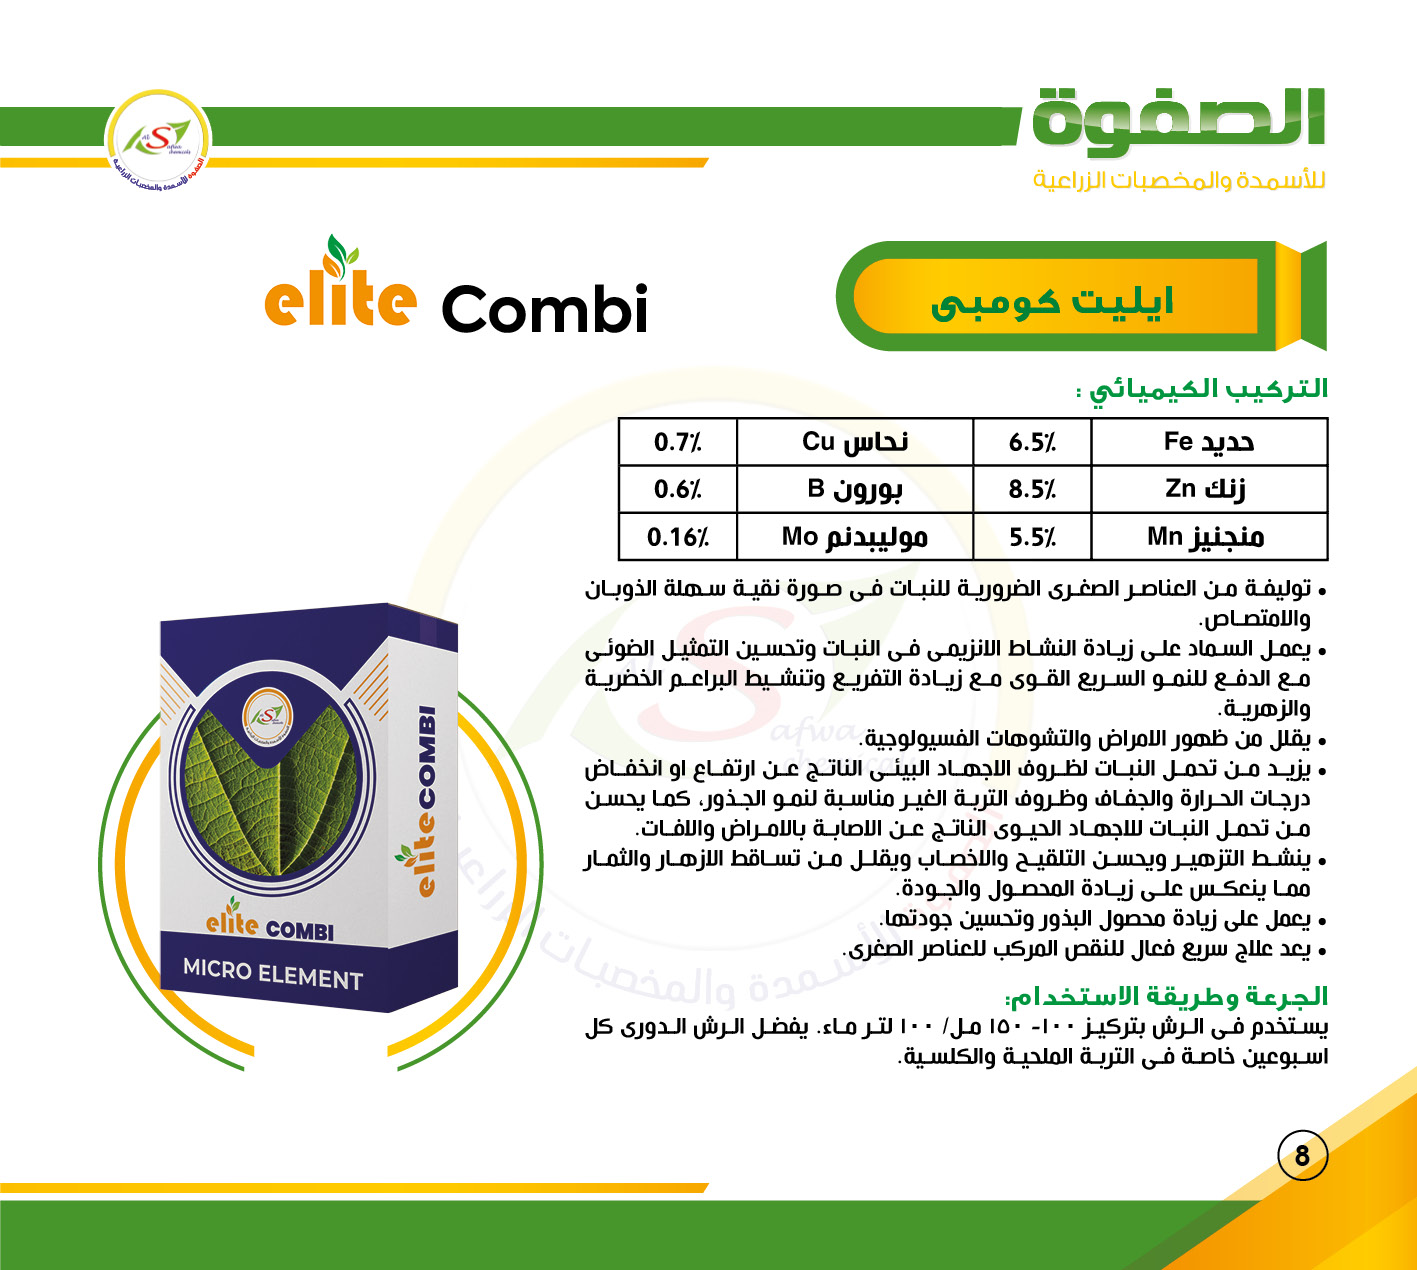 الصفوة
للأسمدة والمخصبات الزراعية
الصفوة للأسمدة والمخصبات الزراعية
ايليت كومبى
elite Combi
التركيب الكيميائي :
حديد Fe 6.5٪ نحاس Cu 0.7٪
زنك Zn 8.5٪ بورون B 0.6٪
منجنيز Mn 5.5٪ موليبدنم Mo 0.16٪
• توليفة من العناصر الصغرى الضرورية للنبات فى صورة نقية سهلة الذوبان
والامتصاص.
• يعمل السماد على زيادة النشاط الانزيمى فى النبات وتحسين التمثيل الضوئى
مع الدفع للنمو السريع القوى مع زيادة التفريع وتنشيط البراعم الخضرية
والزهرية.
• يقلل من ظهور الامراض والتشوهات الفسيولوجية.
• يزيد من تحمل النبات لظروف الاجهاد البيئى الناتج عن ارتفاع او انخفاض
درجات الحرارة والجفاف وظروف التربة الغير مناسبة لنمو الجذور، كما يحسن
من تحمل النبات للاجهاد الحيوى الناتج عن الاصابة بالامراض والافات.
• ينشط التزهير ويحسن التلقيح والاخصاب ويقلل من تساقط الازهار والثمار
مما ينعكس على زيادة المحصول والجودة.
• يعمل على زيادة محصول البذور وتحسين جودتها.
• يعد علاج سريع فعال للنقص المركب للعناصر الصغرى.
الجرعة وطريقة الاستخدام:
يستخدم فى الرش بتركيز ١٠٠- ١٥٠ مل/ ١٠٠ لتر ماء. يفضل الرش الدورى كل
اسبوعين خاصة فى التربة الملحية والكلسية.
elite COMBI
elite COMBI
MICRO ELEMENT
8